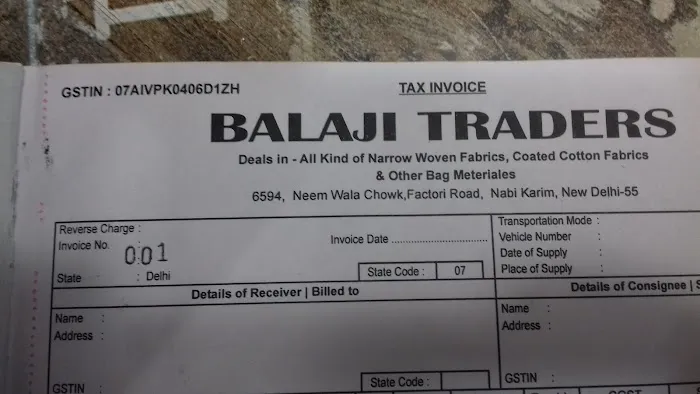 GSTIN : 07AIVPK0406D1ZH
TAX INVOICE
BALAJI TRADERS
Deals in - All Kind of Narrow Woven Fabrics, Coated Cotton Fabrics
& Other Bag Meteriales
6594, Neem Wala Chowk,Factori Road, Nabi Karim, New Delhi-55
Reverse Charge :
Invoice No. 001
Invoice Date ................................
State : Delhi
State Code : 07
Transportation Mode :
Vehicle Number :
Date of Supply :
Place of Supply :
Details of Receiver | Billed to
Name :
Address :
GSTIN :
State Code :
Details of Consignee |
Name :
Address :
GSTIN :